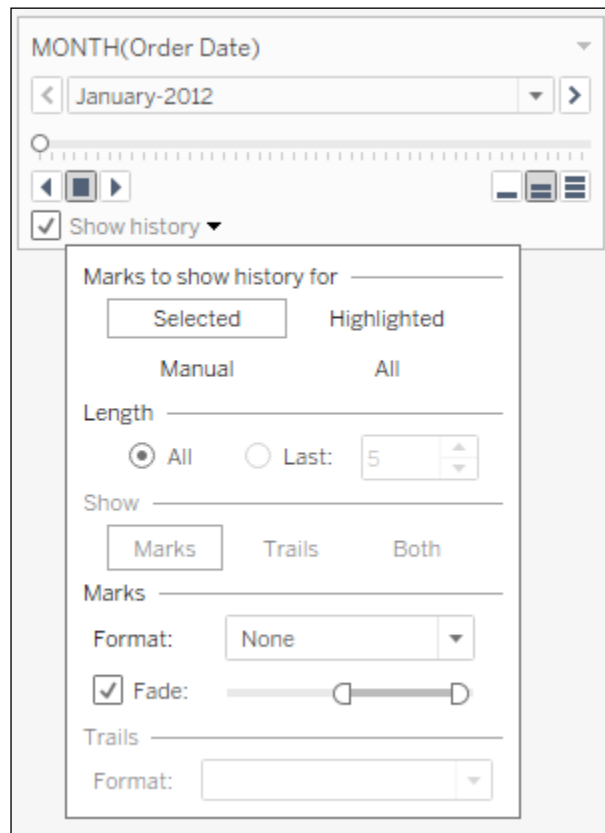 MONTH(Order Date)
January-2012
Show history
Marks to show history for
Selected Highlighted
Manual All
Length
All Last: 5
Show
Marks Trails Both
Marks
Format: None
Fade:
Trails
Format: